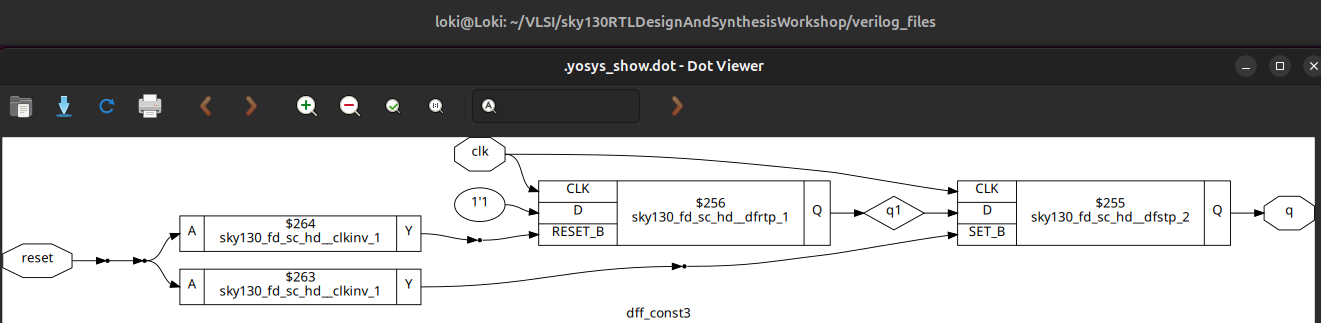 loki@Loki: ~/VLSI/sky130RTLDesignAndSynthesisWorkshop/verilog_files
.yosys_show.dot - Dot Viewer
clk
CLK
D
RESET_B
$256
sky130_fd_sc_hd__dfrtp_1
Q
q1
CLK
D
SET_B
$255
sky130_fd_sc_hd__dfstp_2
Q
q
1'1
A
$264
sky130_fd_sc_hd__clkinv_1
Y
reset
A
$263
sky130_fd_sc_hd__clkinv_1
Y
dff_const3